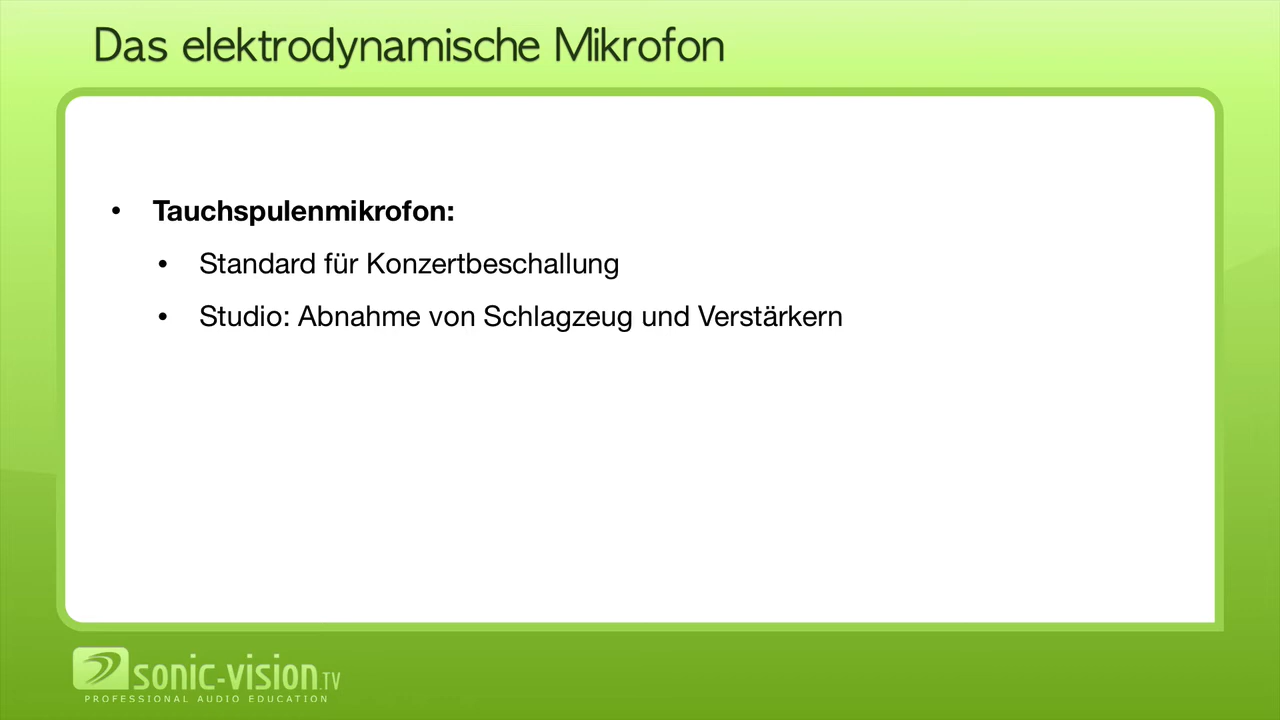 Das elektrodynamische Mikrofon
• Tauchspulenmikrofon:
• Standard für Konzertbeschallung
• Studio: Abnahme von Schlagzeug und Verstärkern
sonic-vision.TV
PROFESSIONAL AUDIO EDUCATION